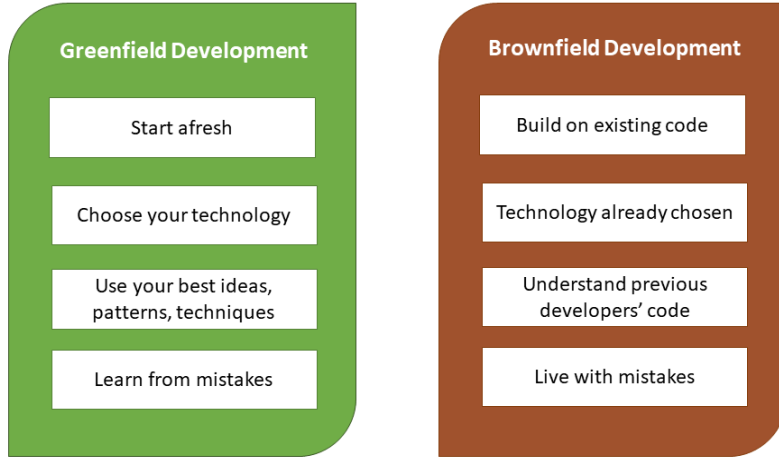 Greenfield Development
Start afresh
Choose your technology
Use your best ideas,
patterns, techniques
Learn from mistakes
Brownfield Development
Build on existing code
Technology already chosen
Understand previous
developers’ code
Live with mistakes